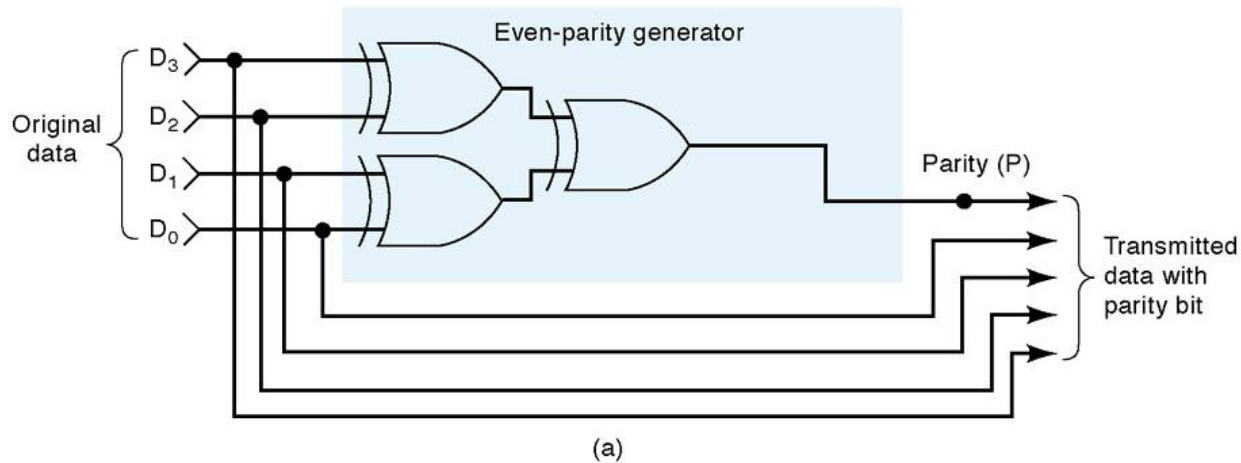 Even-parity generator
D₃
D₂
Original
data
D₁
D₀
Parity (P)
Transmitted
data with
parity bit
(a)